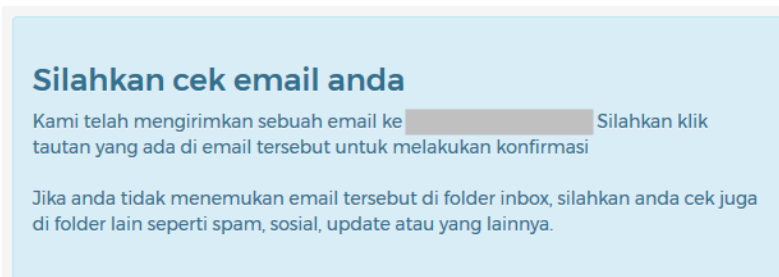 Silahkan cek email anda
Kami telah mengirimkan sebuah email ke Silahkan klik
tautan yang ada di email tersebut untuk melakukan konfirmasi
Jika anda tidak menemukan email tersebut di folder inbox, silahkan anda cek juga
di folder lain seperti spam, sosial, update atau yang lainnya.